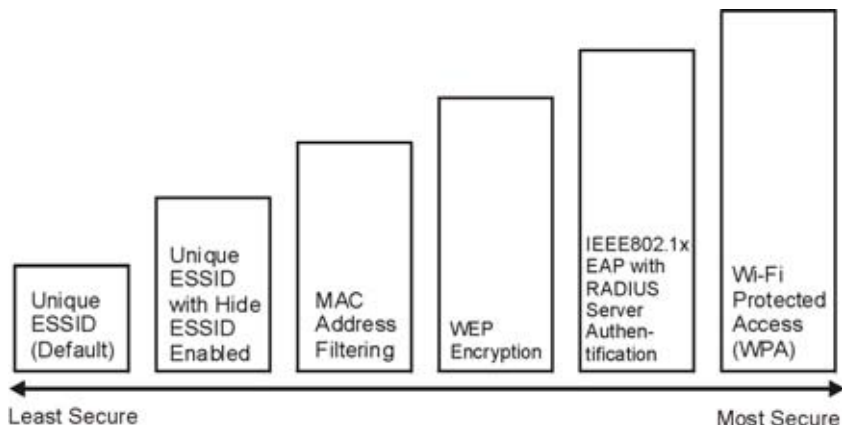 Unique
ESSID
(Default)
Unique
ESSID
with Hide
ESSID
Enabled
MAC
Address
Filtering
WEP
Encryption
IEEE802.1x
EAP with
RADIUS
Server
Authen-
tification
Wi-Fi
Protected
Access
(WPA)
Least Secure
Most Secure